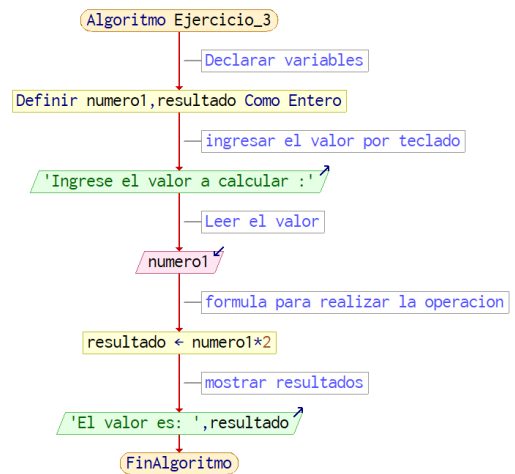 Algoritmo Ejercicio_3
Declarar variables
Definir numero1,resultado Como Entero
ingresar el valor por teclado
'Ingrese el valor a calcular :'
Leer el valor
numero1
formula para realizar la operacion
resultado ← numero1*2
mostrar resultados
'El valor es: ',resultado
FinAlgoritmo